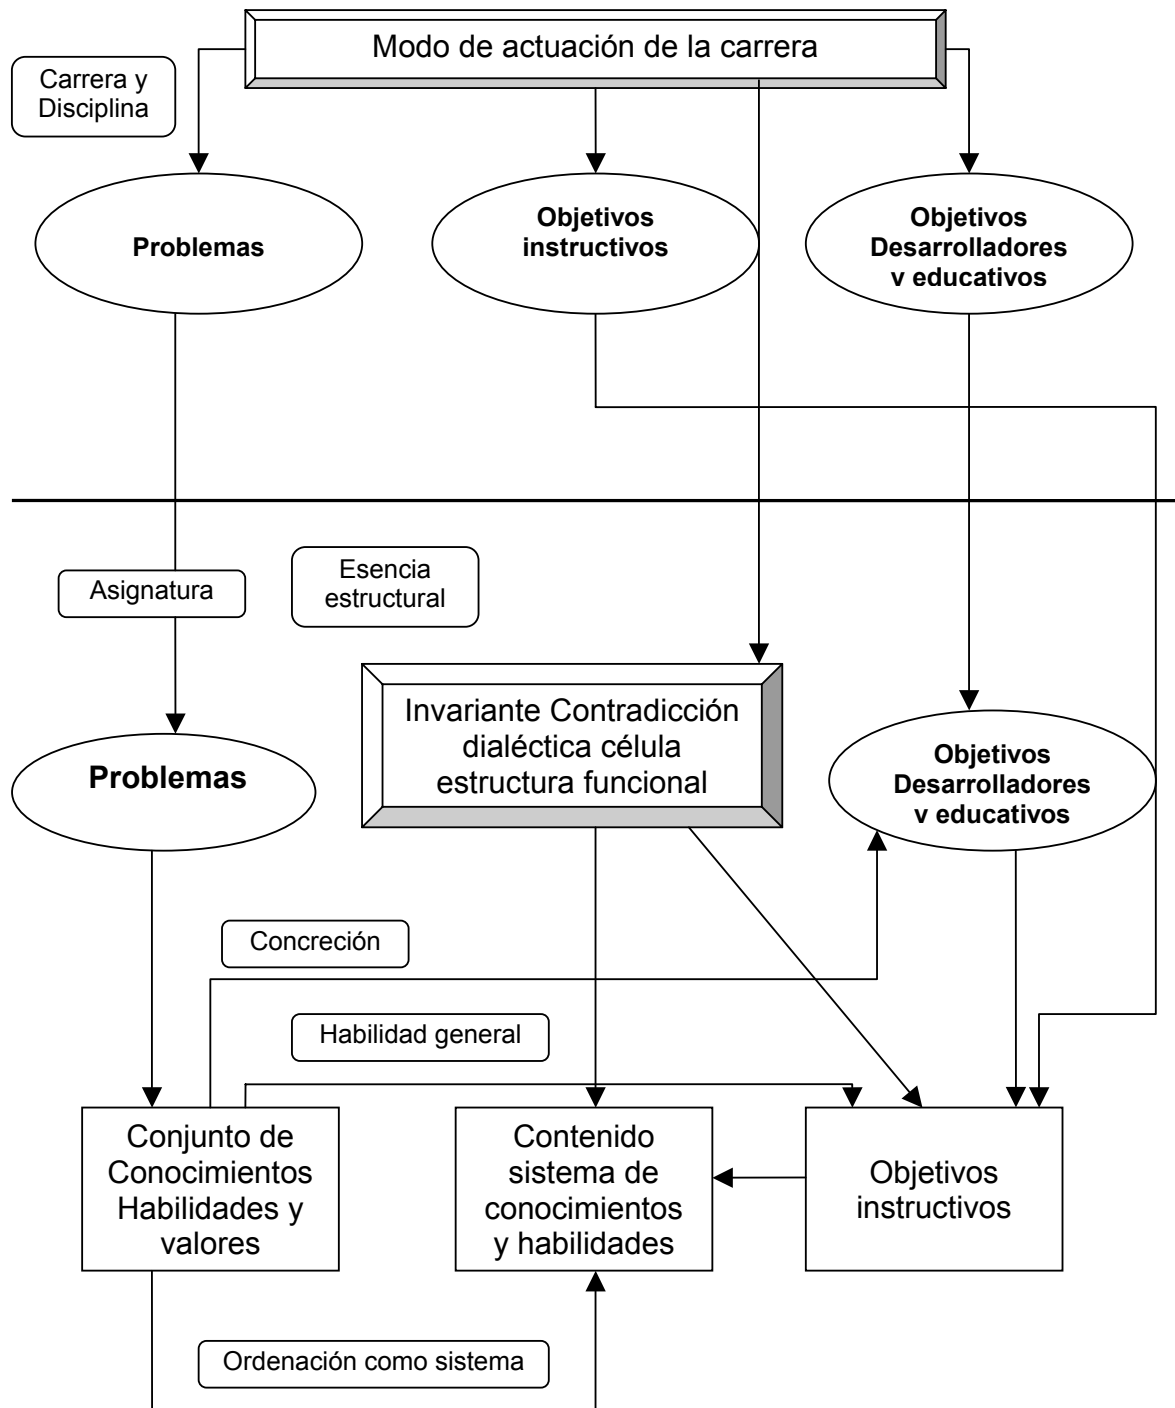 Modo de actuación de la carrera
Carrera y
Disciplina
Problemas
Objetivos
instructivos
Objetivos
Desarrolladores
v educativos
Asignatura
Esencia
estructural
Invariante Contradicción
dialéctica célula
estructura funcional
Problemas
Objetivos
Desarrolladores
v educativos
Concreción
Habilidad general
Conjunto de
Conocimientos
Habilidades y
valores
Contenido
sistema de
conocimientos
y habilidades
Objetivos
instructivos
Ordenación como sistema